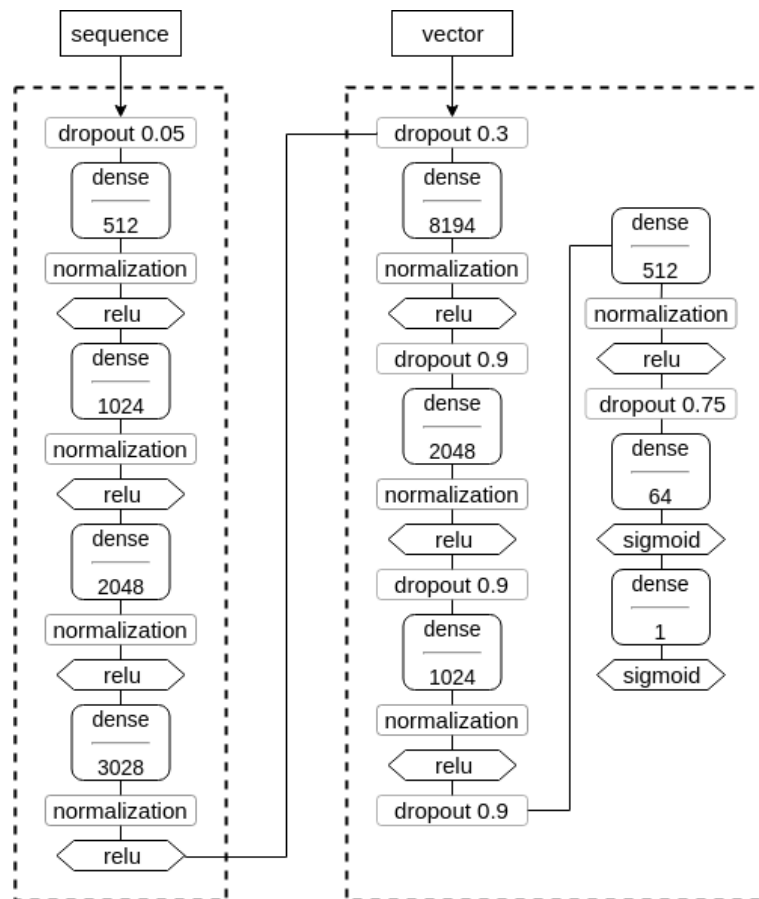 sequence
dropout 0.05
dense
512
normalization
relu
dense
1024
normalization
relu
dense
2048
normalization
relu
dense
3028
normalization
relu
vector
dropout 0.3
dense
8194
normalization
relu
dropout 0.9
dense
2048
normalization
relu
dropout 0.9
dense
1024
normalization
relu
dropout 0.9
dense
512
normalization
relu
dropout 0.75
dense
64
sigmoid
dense
1
sigmoid